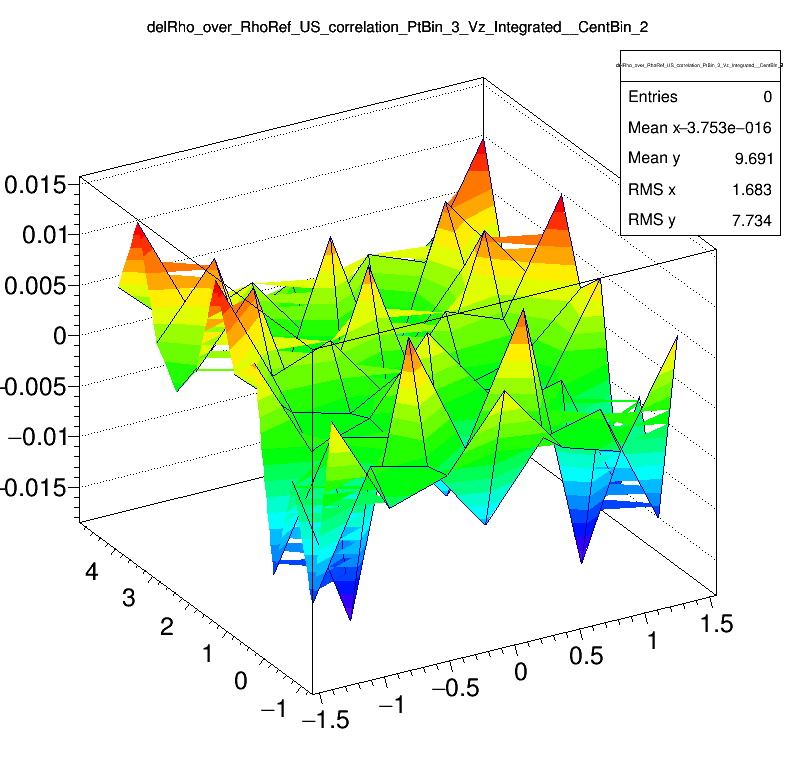 delRho_over_RhoRef_US_correlation_PtBin_3_Vz_Integrated__CentBin_2
delRho_over_RhoRef_US_correlation_PtBin_3_Vz_Integrated__CentBin_2
Entries 0
Mean x −3.753e−016
Mean y 9.691
RMS x 1.683
RMS y 7.734
0.015
0.01
0.005
0
−0.005
−0.01
−0.015
4
3
2
1
0
−1
−1.5
−1
−0.5
0
0.5
1
1.5